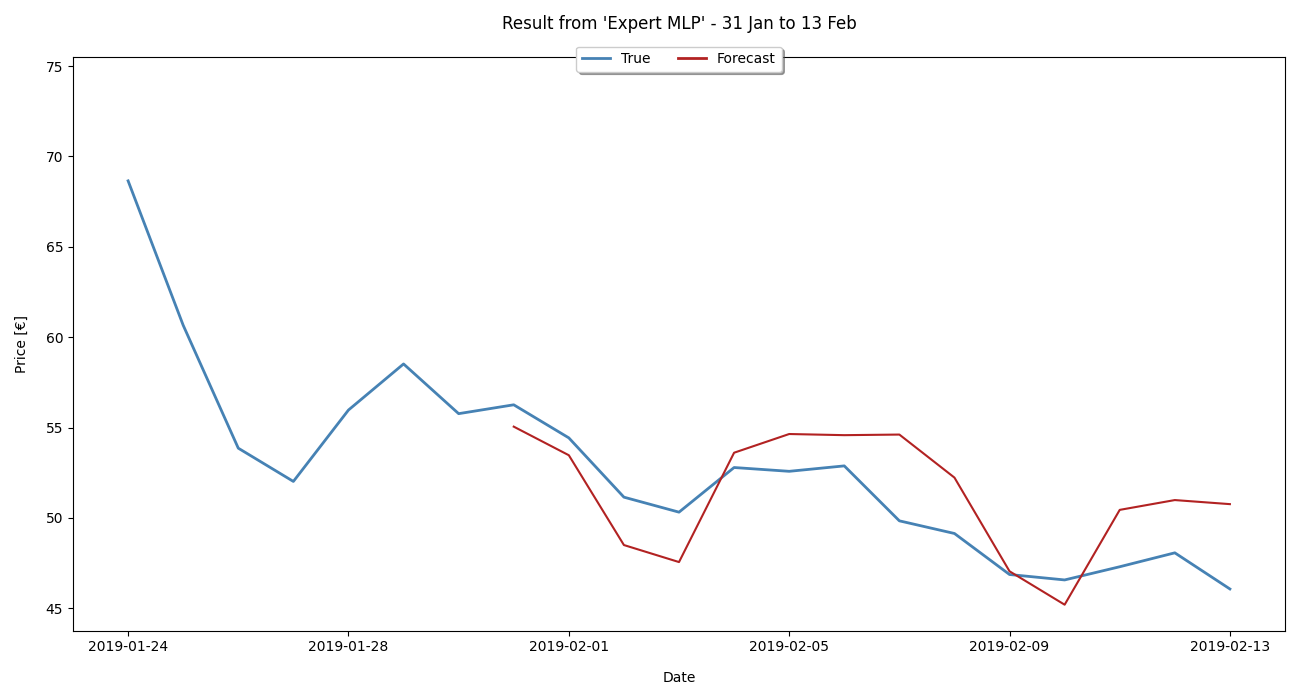 Result from 'Expert MLP' - 31 Jan to 13 Feb
True Forecast
75
70
65
60
55
50
45
Price [€]
2019-01-24 2019-01-28 2019-02-01 2019-02-05 2019-02-09 2019-02-13
Date